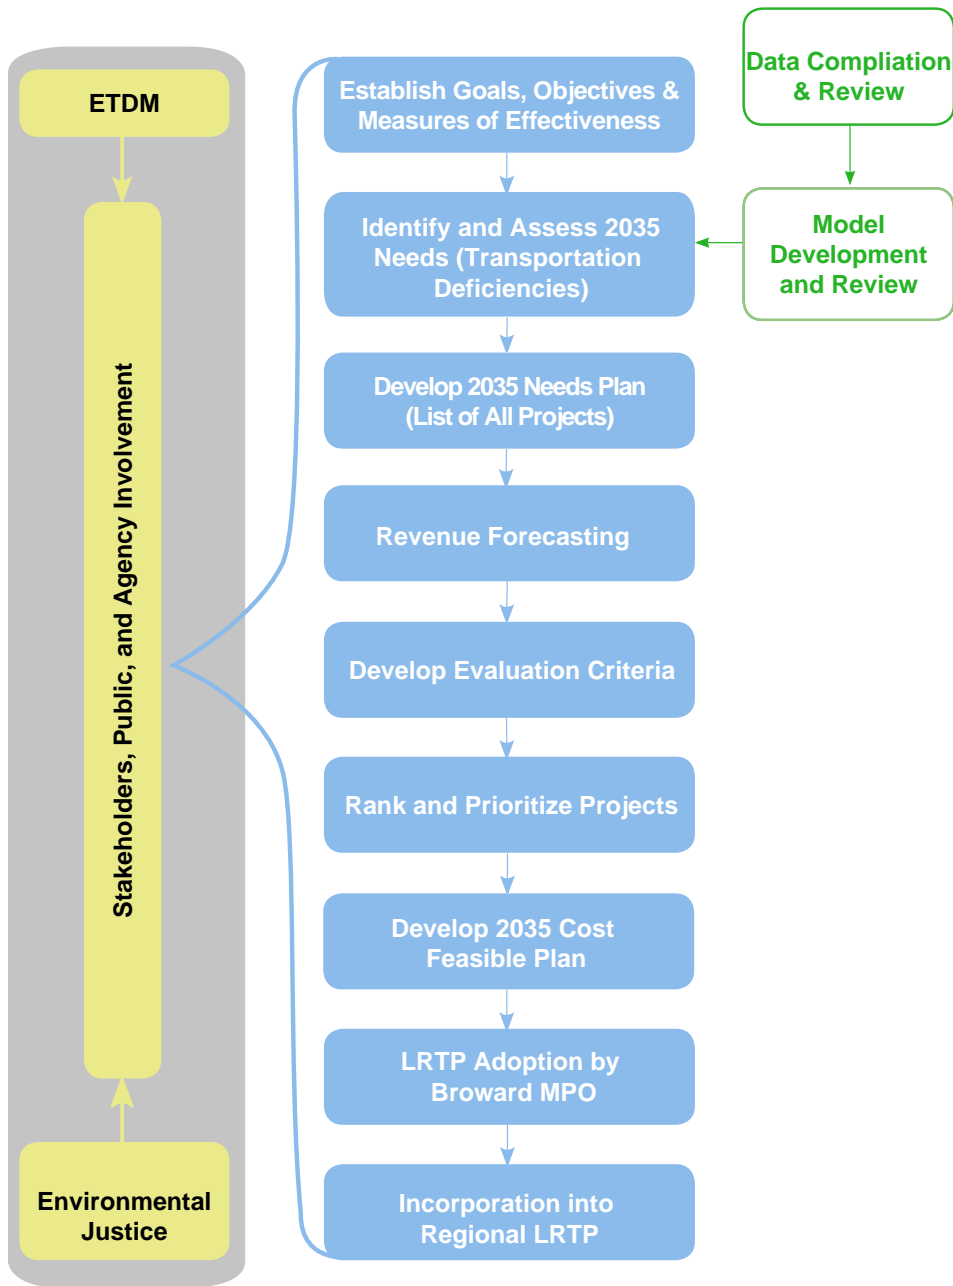 ETDM
Stakeholders, Public, and Agency Involvement
Environmental
Justice
Establish Goals, Objectives &
Measures of Effectiveness
Identify and Assess 2035
Needs (Transportation
Deficiencies)
Develop 2035 Needs Plan
(List of All Projects)
Revenue Forecasting
Develop Evaluation Criteria
Rank and Prioritize Projects
Develop 2035 Cost
Feasible Plan
LRTP Adoption by
Broward MPO
Incorporation into
Regional LRTP
Data Compliation
& Review
Model
Development
and Review